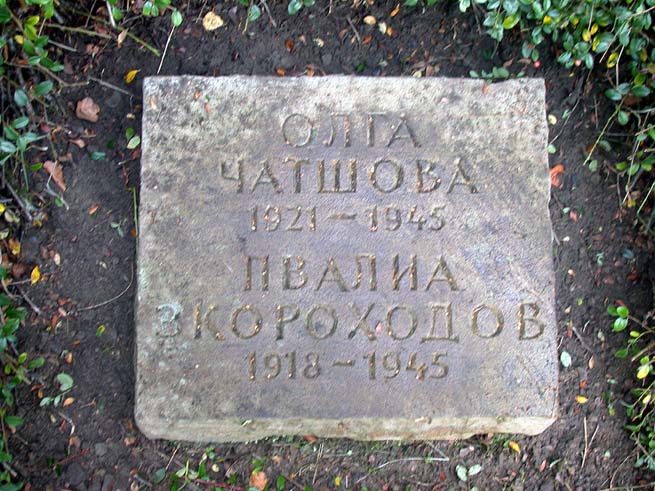 ОЛГА
ЧАТШОВА
1921 – 1945
ПВАЛИА
ЗКОРОХОДОВ
1918 – 1945